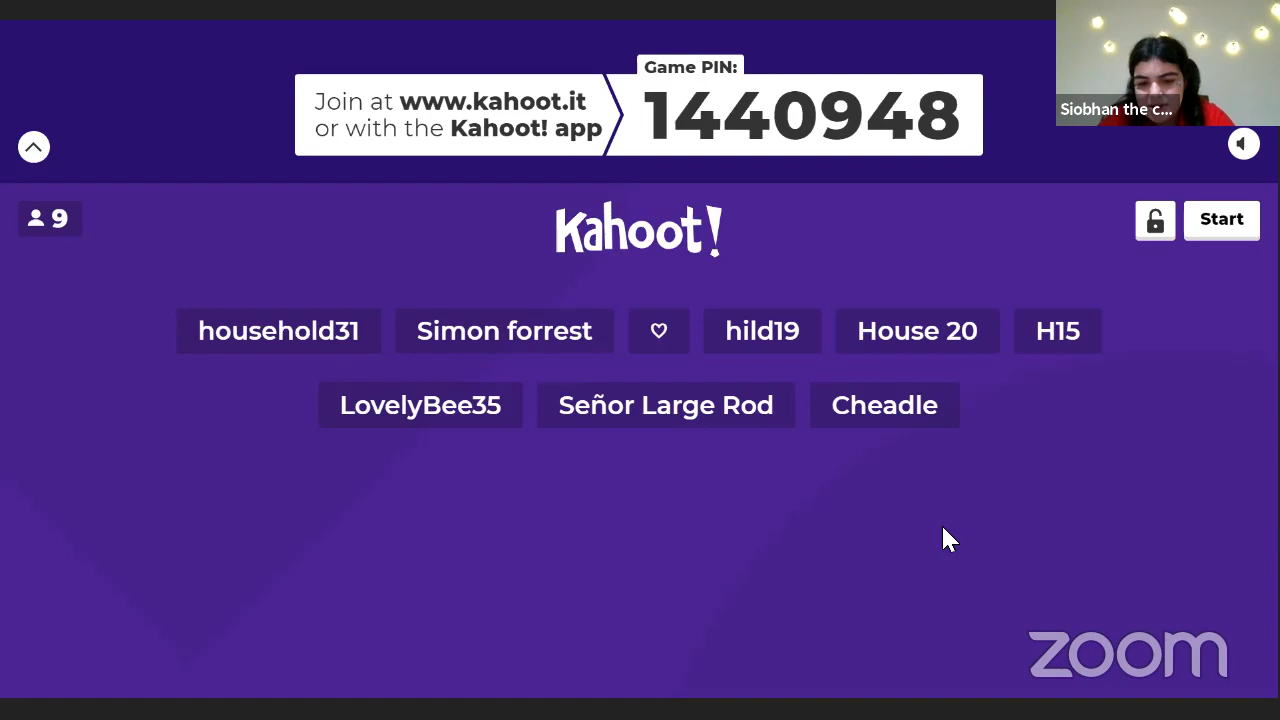 Game PIN:
Join at www.kahoot.it
or with the Kahoot! app
1440948
Siobhan the c...
9
Kahoot!
Start
household31
Simon forrest
♡
hild19
House 20
H15
LovelyBee35
Señor Large Rod
Cheadle
zoom